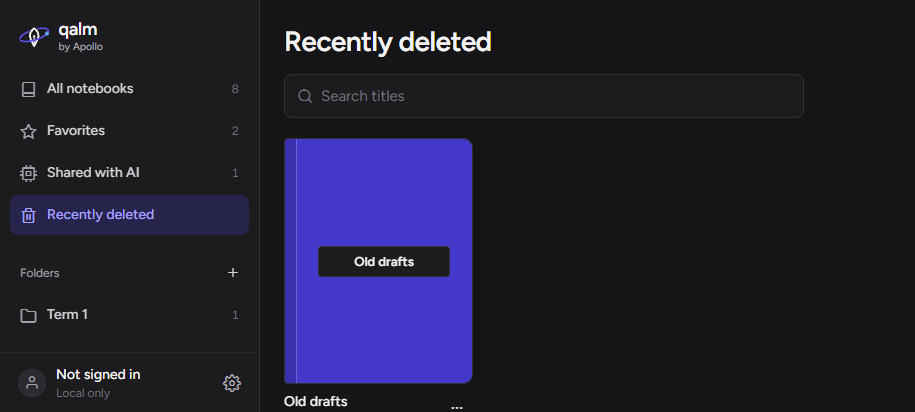 qalm
by Apollo
All notebooks 8
Favorites 2
Shared with AI 1
Recently deleted
Folders +
Term 1 1
Not signed in
Local only
Recently deleted
Search titles
Old drafts
Old drafts
...